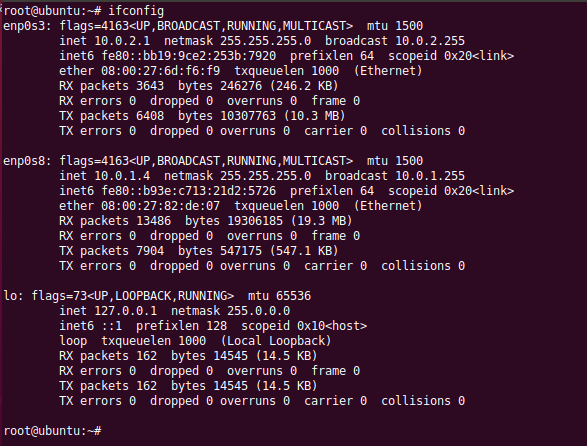 root@ubuntu:~# ifconfig
enp0s3: flags=4163<UP,BROADCAST,RUNNING,MULTICAST>  mtu 1500
        inet 10.0.2.1  netmask 255.255.255.0  broadcast 10.0.2.255
        inet6 fe80::bb19:9ce2:253b:7920  prefixlen 64  scopeid 0x20<link>
        ether 08:00:27:6d:f6:f9  txqueuelen 1000  (Ethernet)
        RX packets 3643  bytes 246276 (246.2 KB)
        RX errors 0  dropped 0  overruns 0  frame 0
        TX packets 6408  bytes 10307763 (10.3 MB)
        TX errors 0  dropped 0 overruns 0  carrier 0  collisions 0

enp0s8: flags=4163<UP,BROADCAST,RUNNING,MULTICAST>  mtu 1500
        inet 10.0.1.4  netmask 255.255.255.0  broadcast 10.0.1.255
        inet6 fe80::b93e:c713:21d2:5726  prefixlen 64  scopeid 0x20<link>
        ether 08:00:27:82:de:07  txqueuelen 1000  (Ethernet)
        RX packets 13486  bytes 19306185 (19.3 MB)
        RX errors 0  dropped 0  overruns 0  frame 0
        TX packets 7904  bytes 547175 (547.1 KB)
        TX errors 0  dropped 0 overruns 0  carrier 0  collisions 0

lo: flags=73<UP,LOOPBACK,RUNNING>  mtu 65536
        inet 127.0.0.1  netmask 255.0.0.0
        inet6 ::1  prefixlen 128  scopeid 0x10<host>
        loop  txqueuelen 1000  (Local Loopback)
        RX packets 162  bytes 14545 (14.5 KB)
        RX errors 0  dropped 0  overruns 0  frame 0
        TX packets 162  bytes 14545 (14.5 KB)
        TX errors 0  dropped 0 overruns 0  carrier 0  collisions 0

root@ubuntu:~#